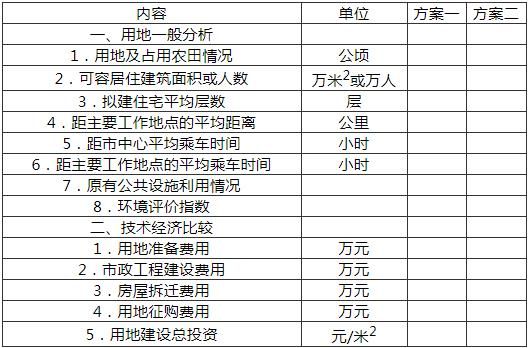 内容 单位 方案一 方案二
一、用地一般分析
1．用地及占用农田情况 公顷
2．可容居住建筑面积或人数 万米2或万人
3．拟建住宅平均层数 层
4．距主要工作地点的平均距离 公里
5．距市中心平均乘车时间 小时
6．距主要工作地点的平均乘车时间 小时
7．原有公共设施利用情况
8．环境评价指数
二、技术经济比较
1．用地准备费用 万元
2．市政工程建设费用 万元
3．房屋拆迁费用 万元
4．用地征购费用 万元
5．用地建设总投资 元/米2